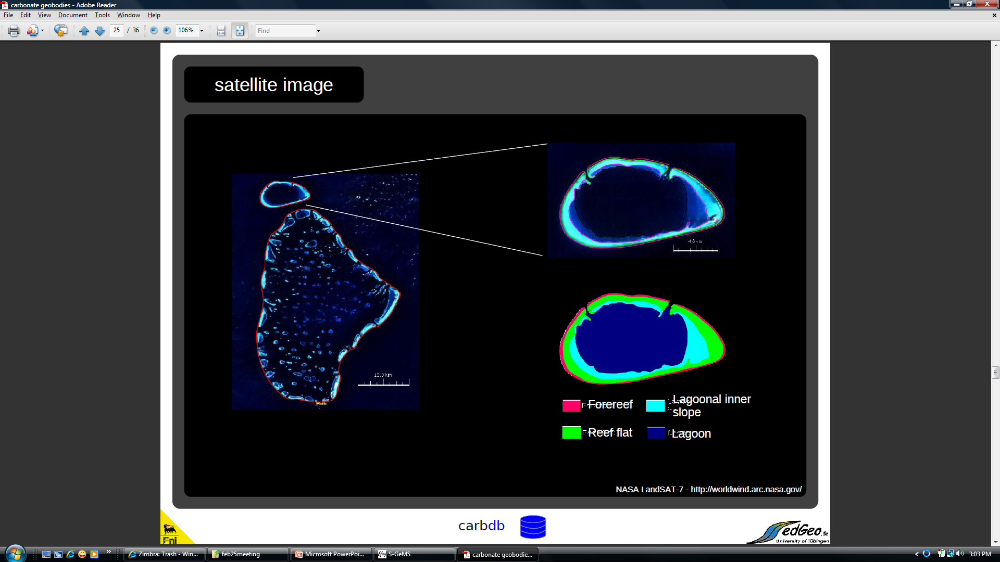 carbonate geobodies - Adobe Reader
File Edit View Document Tools Window Help
25 / 36 106% Find
satellite image
4,0 km
15,0 km
Forereef
Lagoonal inner
slope
Reef flat
Lagoon
NASA LandSAT-7 - http://worldwind.arc.nasa.gov/
carbdb
Eni
sedGeo.de
University of Tübingen
Zimbra: Trash - Win... feb25meeting Microsoft PowerPoi... S-GeMS carbonate geobodie... 3:03 PM